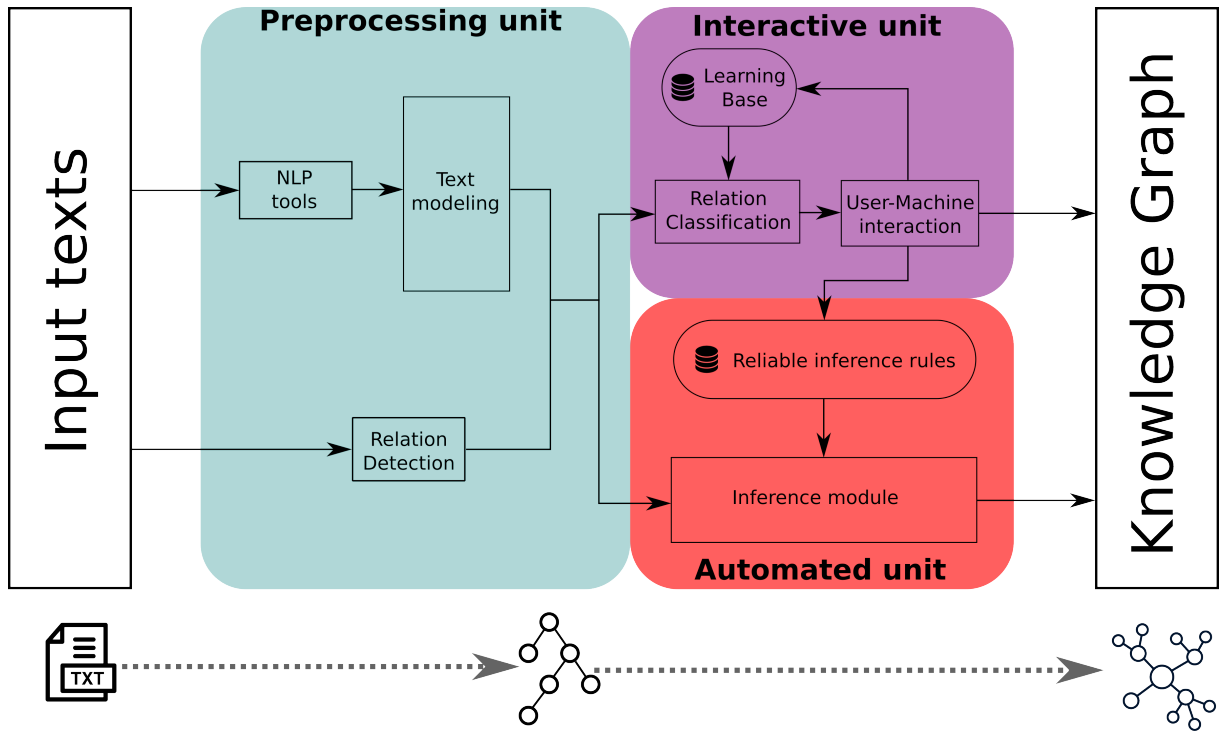 Input texts
Preprocessing unit
NLP
tools
Text
modeling
Relation
Detection
Interactive unit
Learning
Base
Relation
Classification
User-Machine
interaction
Reliable inference rules
Inference module
Automated unit
Knowledge Graph
TXT